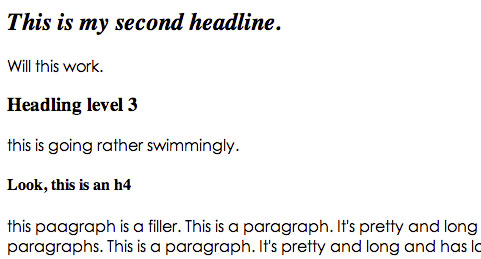 This is my second headline.
Will this work.
Headling level 3
this is going rather swimmingly.
Look, this is an h4
this paagraph is a filler. This is a paragraph. It's pretty and long
paragraphs. This is a paragraph. It's pretty and long and has